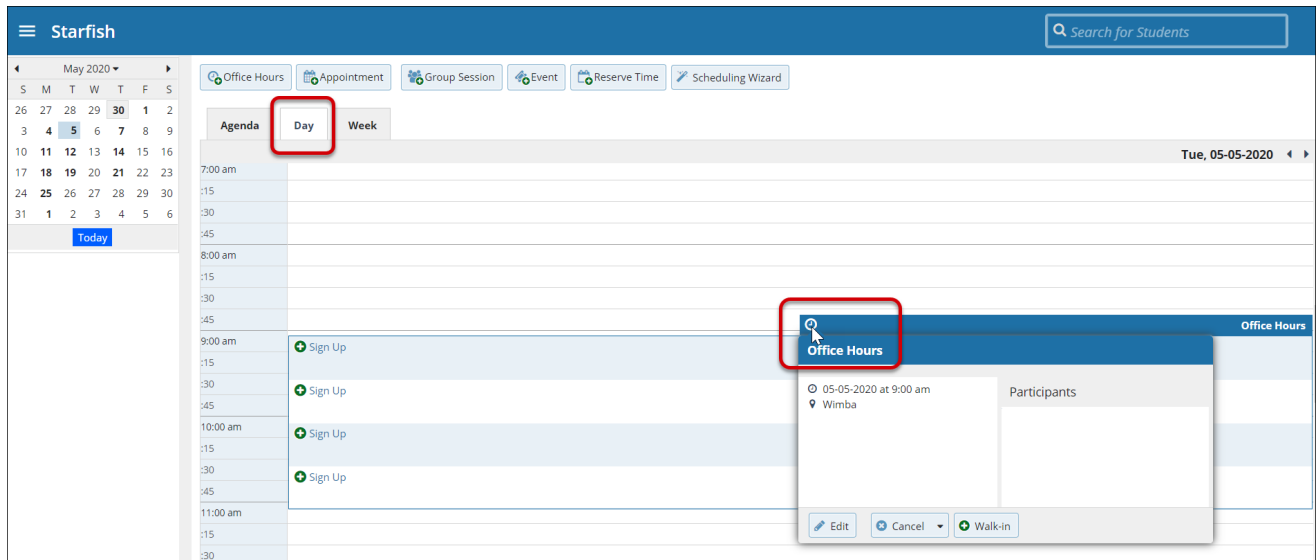 Starfish
Search for Students
May 2020
S M T W T F S
26 27 28 29 30 1 2
3 4 5 6 7 8 9
10 11 12 13 14 15 16
17 18 19 20 21 22 23
24 25 26 27 28 29 30
31 1 2 3 4 5 6
Today
Office Hours Appointment Group Session Event Reserve Time Scheduling Wizard
Agenda Day Week
Tue, 05-05-2020
7:00 am
:15
:30
:45
8:00 am
:15
:30
:45
Office Hours
9:00 am
Sign Up
:15
:30
Sign Up
:45
10:00 am
Sign Up
:15
:30
Sign Up
:45
11:00 am
:15
:30
Office Hours
05-05-2020 at 9:00 am
Wimba
Participants
Edit Cancel Walk-in